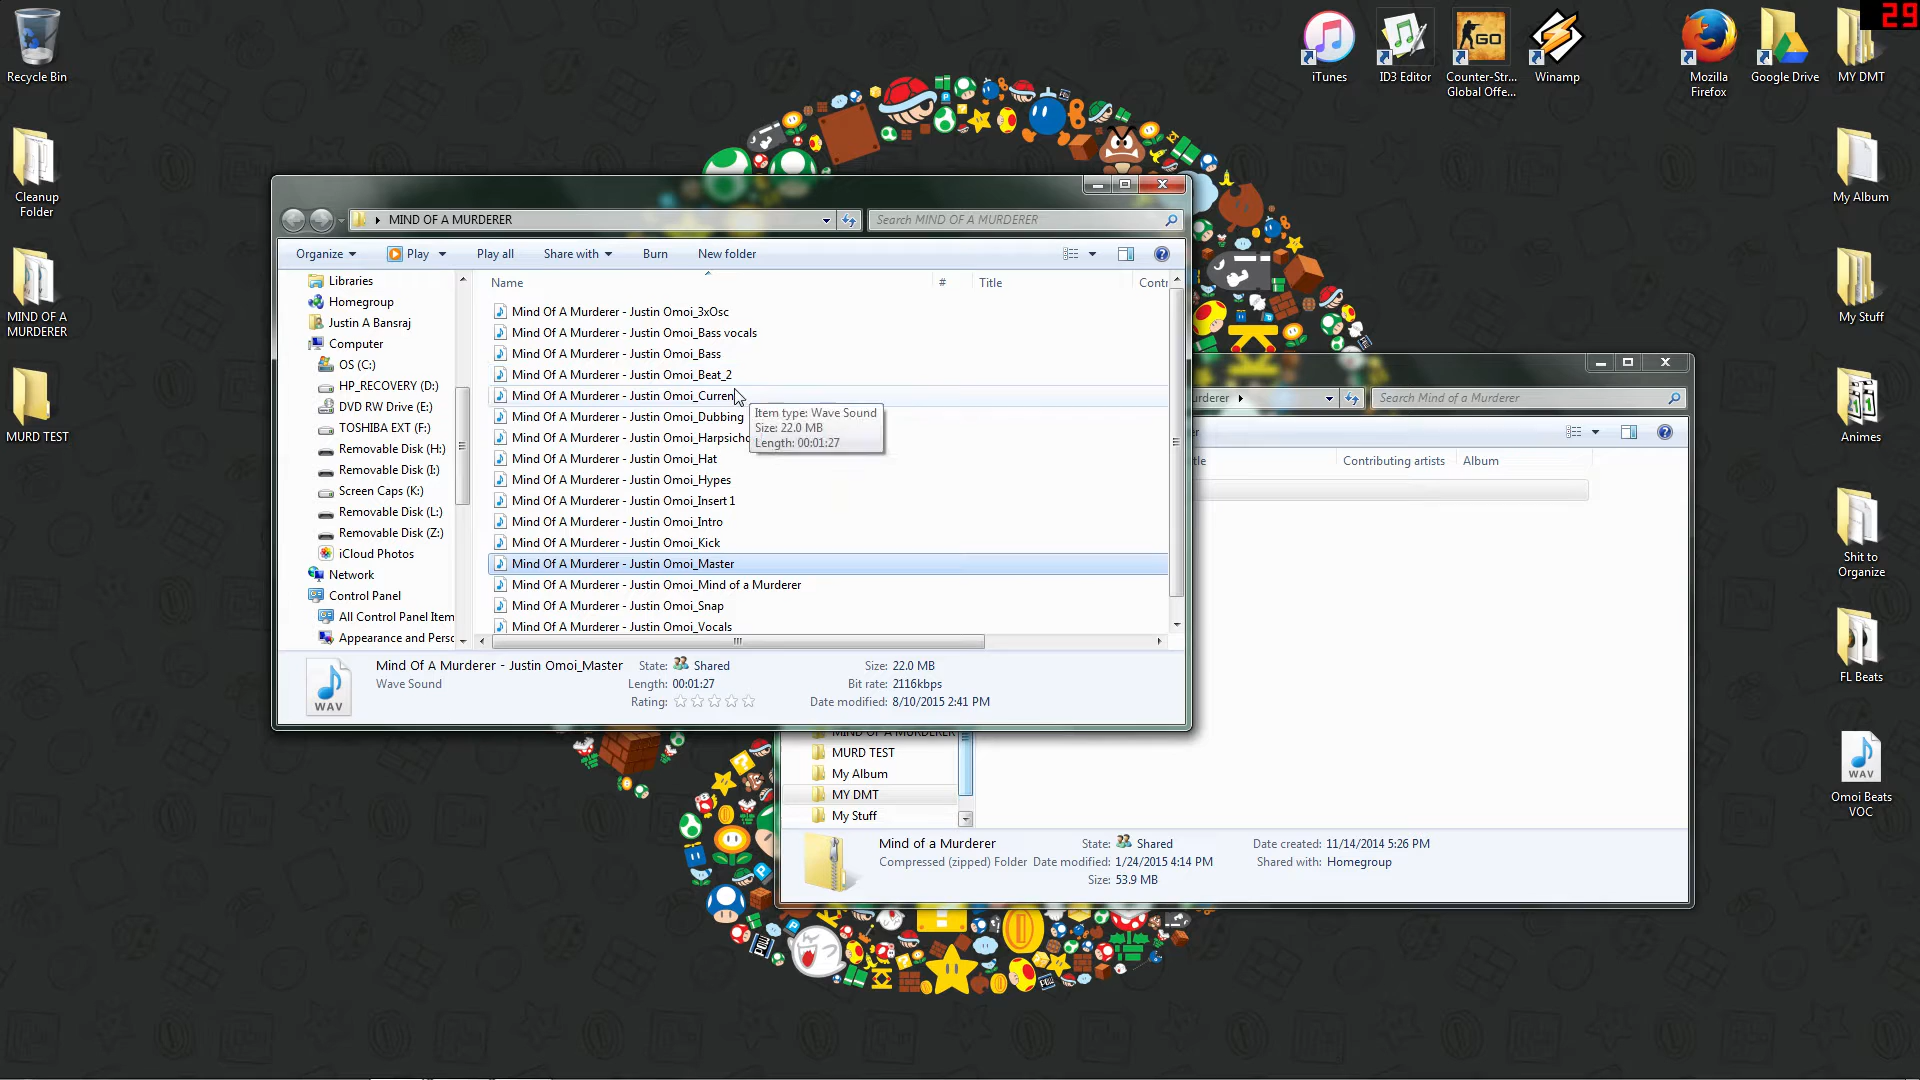 Recycle Bin
Cleanup
Folder
MIND OF A
MURDERER
MURD TEST
iTunes
ID3 Editor
Counter-Str...
Global Offe...
Winamp
Mozilla
Firefox
Google Drive
MY DMT
29
My Album
My Stuff
Animes
Shit to
Organize
FL Beats
WAV
Omoi Beats
VOC
MIND OF A MURDERER
Search MIND OF A MURDERER
Organize
Play
Play all
Share with
Burn
New folder
Libraries
Homegroup
Justin A Bansraj
Computer
OS (C:)
HP_RECOVERY (D:)
DVD RW Drive (E:)
TOSHIBA EXT (F:)
Removable Disk (H:)
Removable Disk (I:)
Screen Caps (K:)
Removable Disk (L:)
Removable Disk (Z:)
iCloud Photos
Network
Control Panel
All Control Panel Item
Appearance and Perso
Name
#
Title
Contr
Mind Of A Murderer - Justin Omoi_3xOsc
Mind Of A Murderer - Justin Omoi_Bass vocals
Mind Of A Murderer - Justin Omoi_Bass
Mind Of A Murderer - Justin Omoi_Beat_2
Mind Of A Murderer - Justin Omoi_Curren
Mind Of A Murderer - Justin Omoi_Dubbing
Mind Of A Murderer - Justin Omoi_Harpsicho
Mind Of A Murderer - Justin Omoi_Hat
Mind Of A Murderer - Justin Omoi_Hypes
Mind Of A Murderer - Justin Omoi_Insert 1
Mind Of A Murderer - Justin Omoi_Intro
Mind Of A Murderer - Justin Omoi_Kick
Mind Of A Murderer - Justin Omoi_Master
Mind Of A Murderer - Justin Omoi_Mind of a Murderer
Mind Of A Murderer - Justin Omoi_Snap
Mind Of A Murderer - Justin Omoi_Vocals
Item type: Wave Sound
Size: 22.0 MB
Length: 00:01:27
WAV
Mind Of A Murderer - Justin Omoi_Master
Wave Sound
State: Shared
Length: 00:01:27
Rating:
Size: 22.0 MB
Bit rate: 2116kbps
Date modified: 8/10/2015 2:41 PM
urderer
Search Mind of a Murderer
er
tle
Contributing artists
Album
MIND OF A MURDERER
MURD TEST
My Album
MY DMT
My Stuff
Mind of a Murderer
Compressed (zipped) Folder
State: Shared
Date modified: 1/24/2015 4:14 PM
Size: 53.9 MB
Date created: 11/14/2014 5:26 PM
Shared with: Homegroup